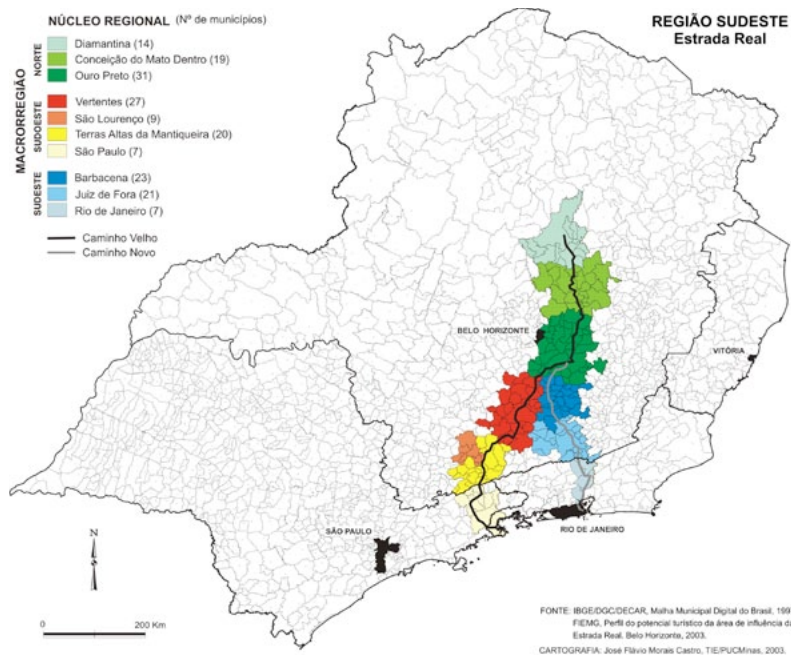 NÚCLEO REGIONAL (Nº de municípios)
REGIÃO SUDESTE
Estrada Real
MACRORREGIÃO
NORTE
Diamantina (14)
Conceição do Mato Dentro (19)
Ouro Preto (31)
SUDOESTE
Vertentes (27)
São Lourenço (9)
Terras Altas da Mantiqueira (20)
São Paulo (7)
SUDESTE
Barbacena (23)
Juiz de Fora (21)
Rio de Janeiro (7)
Caminho Velho
Caminho Novo
BELO HORIZONTE
VITÓRIA
SÃO PAULO
RIO DE JANEIRO
N
0 200 Km
FONTE: IBGE/DGC/DECAR, Malha Municipal Digital do Brasil, 199
FIEMG, Perfil do potencial turístico da área de influência da
Estrada Real. Belo Horizonte, 2003.
CARTOGRAFIA: José Flávio Morais Castro, TIE/PUCMinas, 2003.